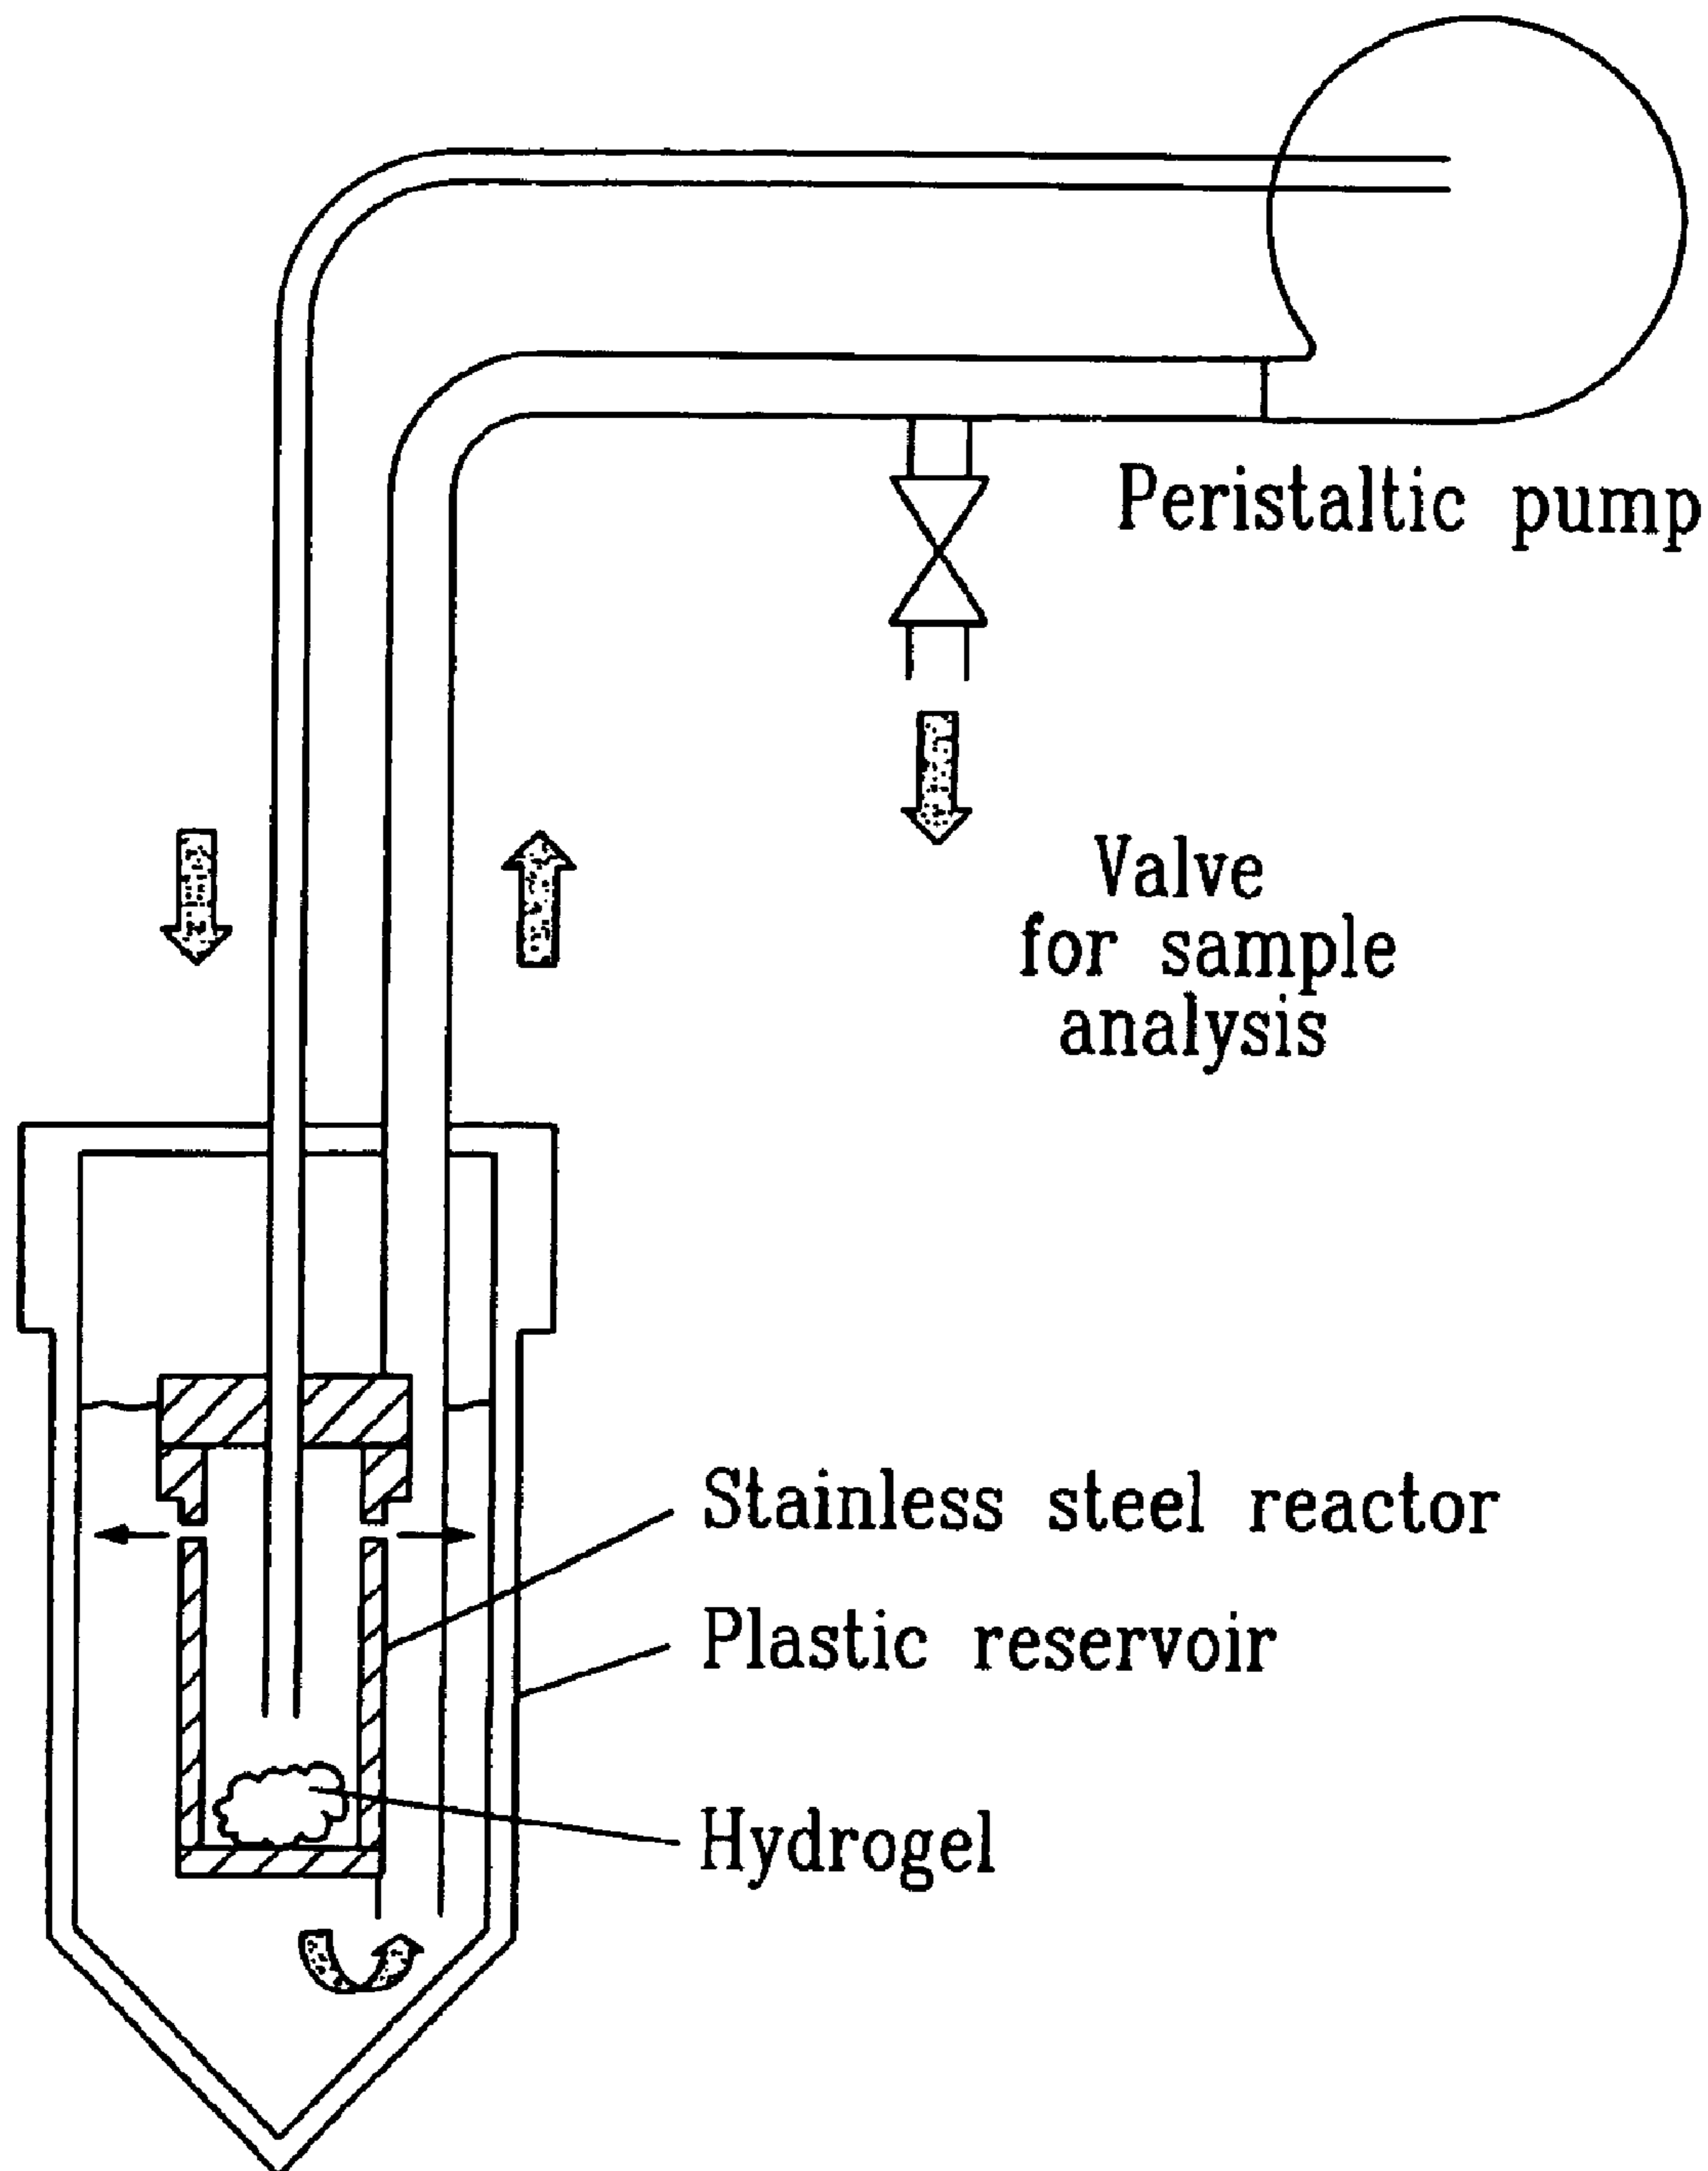 Peristaltic pump
Valve
for sample
analysis
Stainless steel reactor
Plastic reservoir
Hydrogel